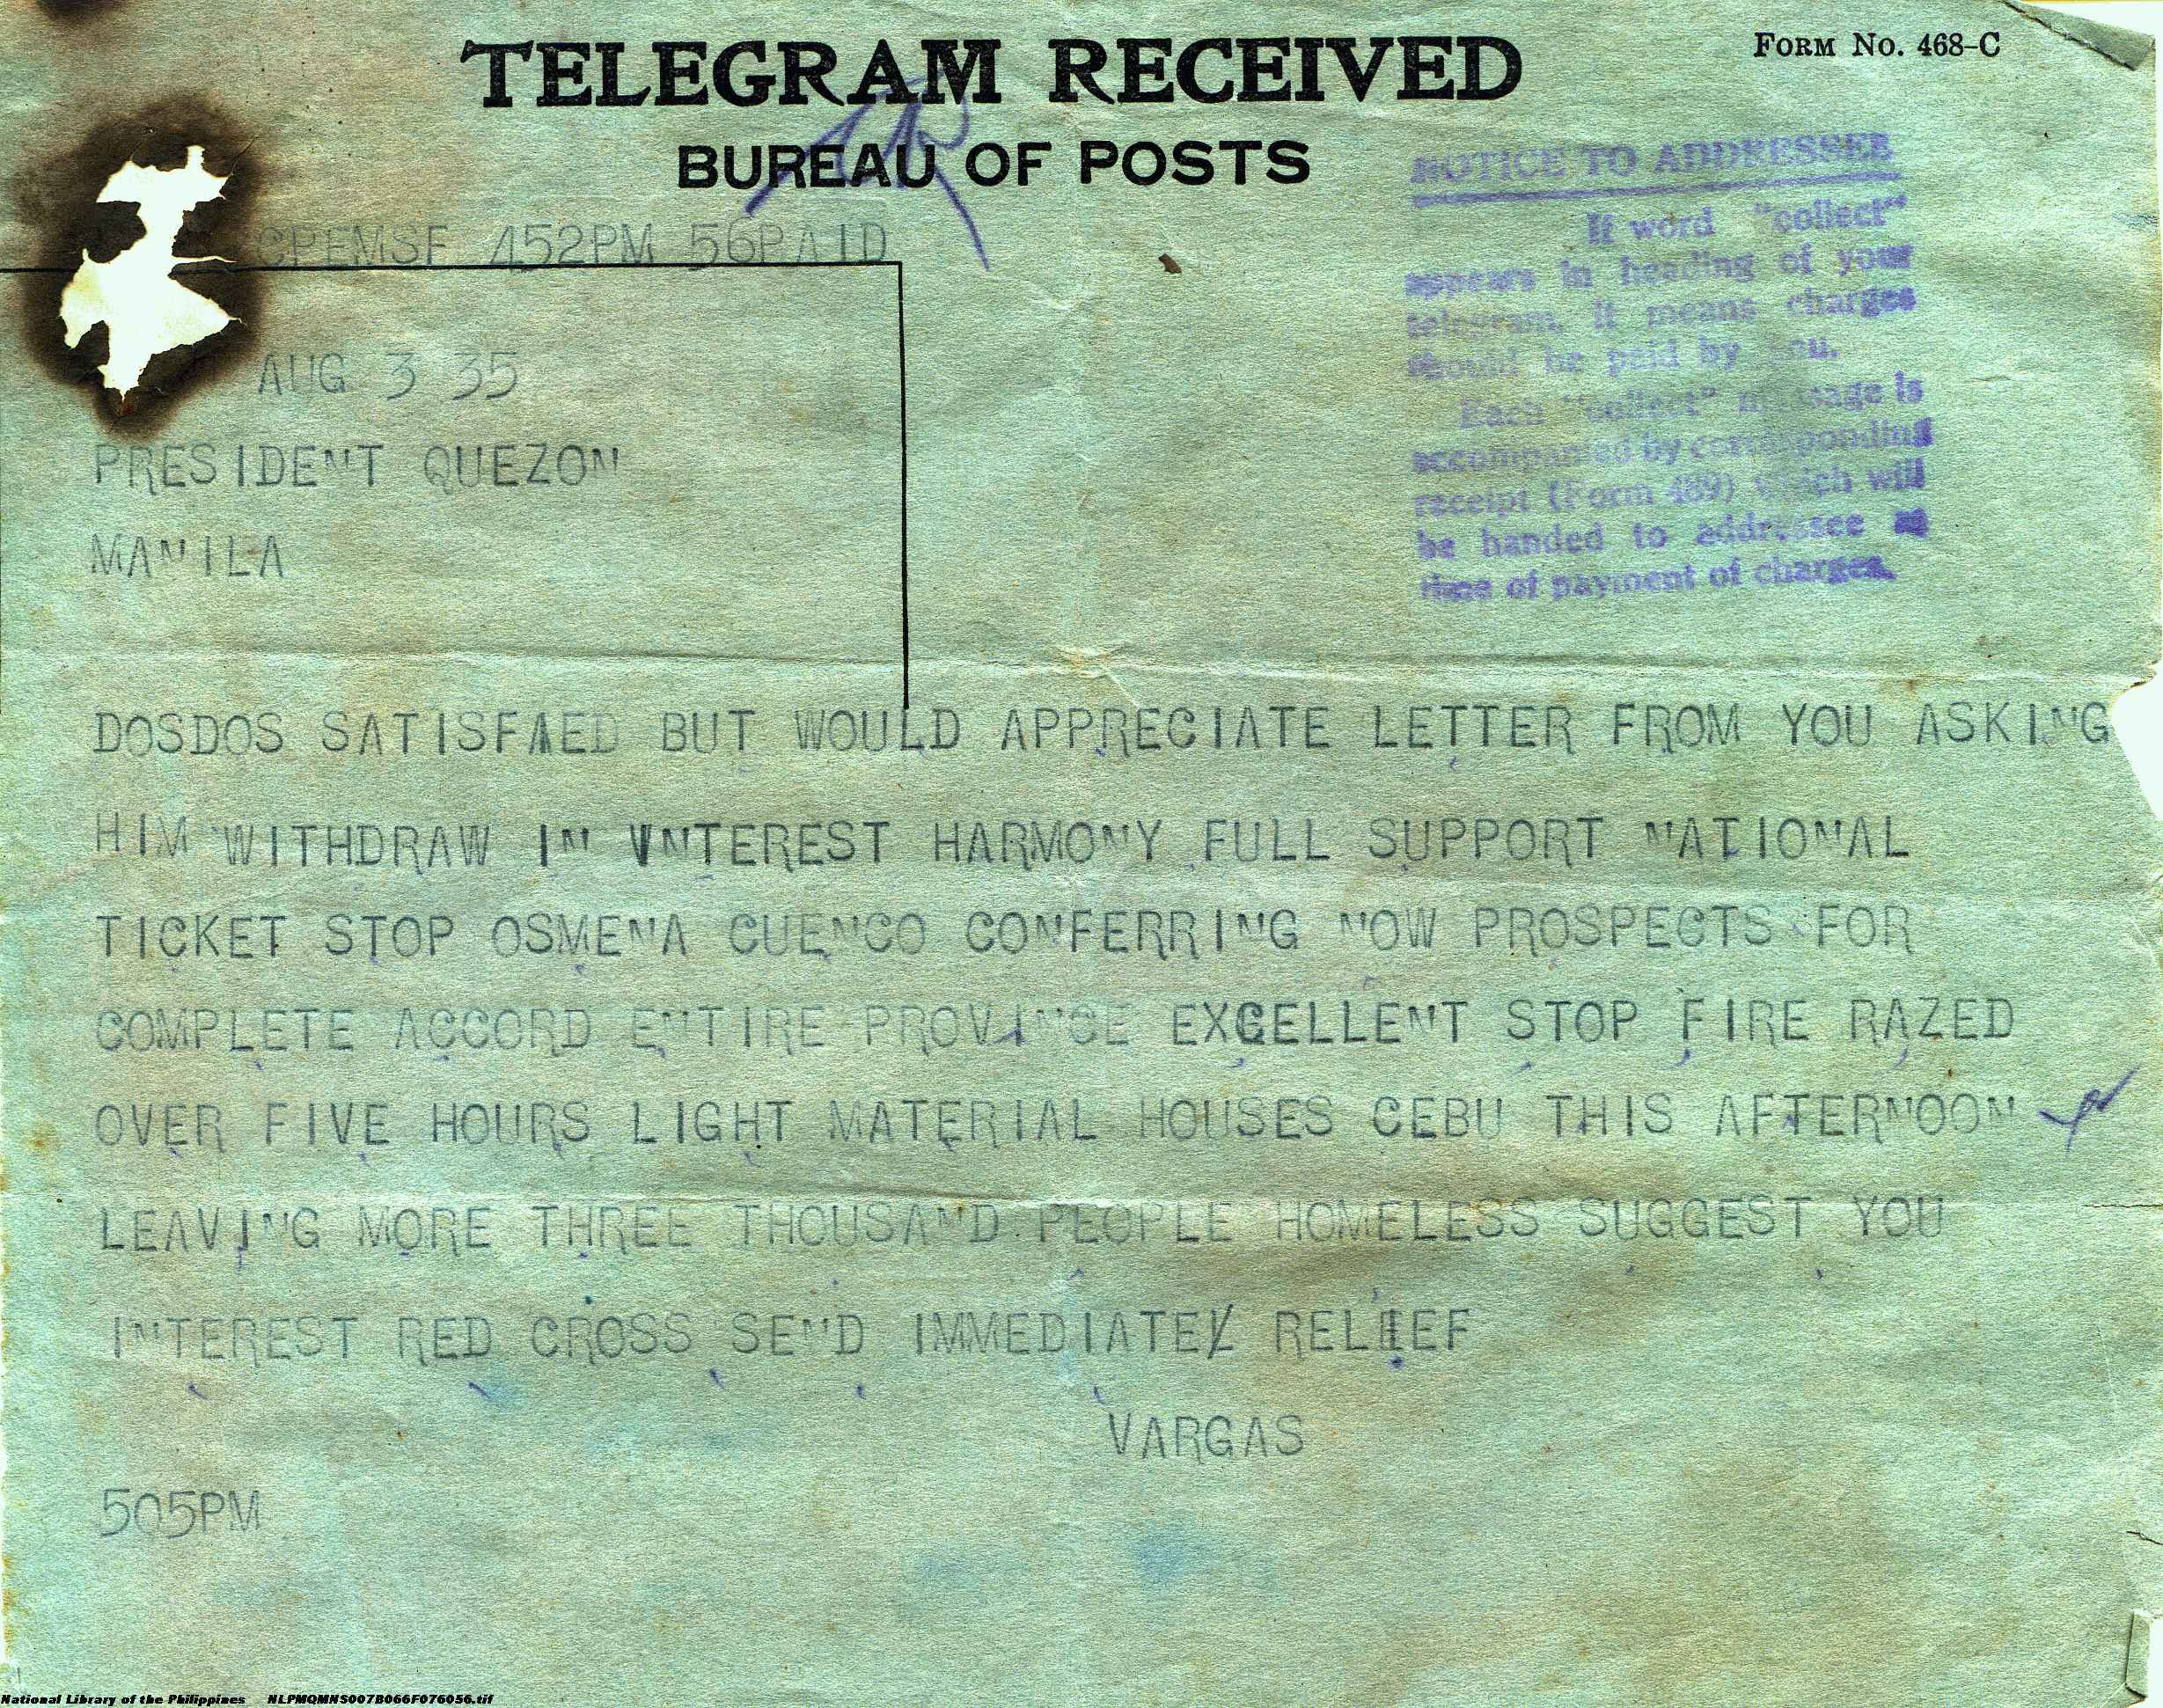 FORM No. 468-C
TELEGRAM RECEIVED
BUREAU OF POSTS
NOTICE TO ADDRESSEE
If word "collect"
appears in heading of your
telegram, it means charges
should be paid by ou.
Each "collect" message is
accompanied by corresponding
receipt (Form 489) which will
be handed to addressee at
time of payment of charges.
CPEMSF 452PM 56PAID
AUG 3 35
PRESIDENT QUEZON
MANILA
DOSDOS SATISFAED BUT WOULD APPRECIATE LETTER FROM YOU ASKING
HIM WITHDRAW IN INTEREST HARMONY FULL SUPPORT NATIONAL
TICKET STOP OSMENA CUENCO CONFERRING NOW PROSPECTS FOR
COMPLETE ACCORD ENTIRE PROVINCE EXCELLENT STOP FIRE RAZED
OVER FIVE HOURS LIGHT MATERIAL HOUSES CEBU THIS AFTERNOON
LEAVING MORE THREE THOUSAND PEOPLE HOMELESS SUGGEST YOU
INTEREST RED CROSS SEND IMMEDIATE RELIEF
VARGAS
505PM
National Library of the Philippines NLPMQMNS007B066F076056.tif